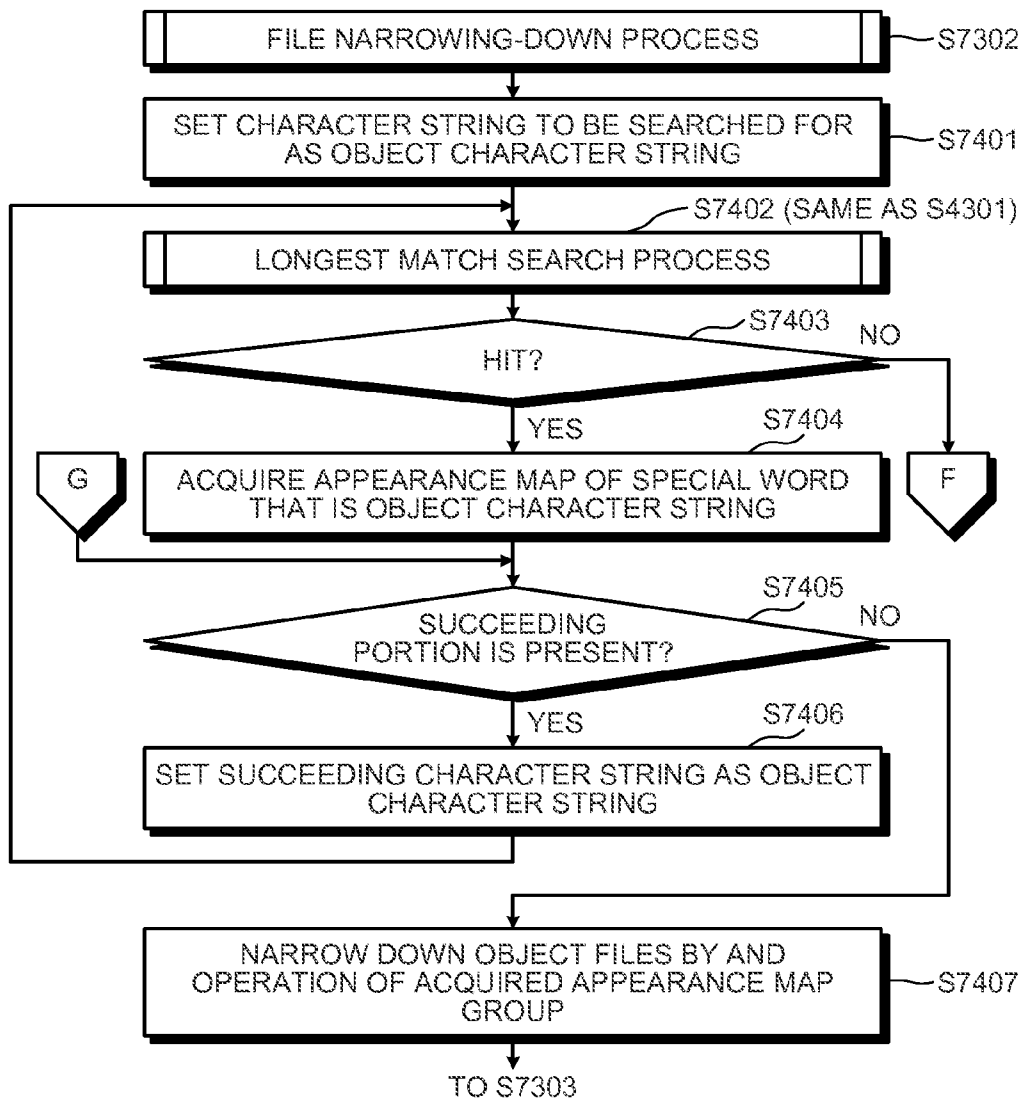 FILE NARROWING-DOWN PROCESS
S7302
SET CHARACTER STRING TO BE SEARCHED FOR
AS OBJECT CHARACTER STRING
S7401
S7402 (SAME AS S4301)
LONGEST MATCH SEARCH PROCESS
S7403
NO
HIT?
YES
S7404
G
ACQUIRE APPEARANCE MAP OF SPECIAL WORD
THAT IS OBJECT CHARACTER STRING
F
S7405
NO
SUCCEEDING
PORTION IS PRESENT?
YES
S7406
SET SUCCEEDING CHARACTER STRING AS OBJECT
CHARACTER STRING
NARROW DOWN OBJECT FILES BY AND
OPERATION OF ACQUIRED APPEARANCE MAP
GROUP
S7407
TO S7303